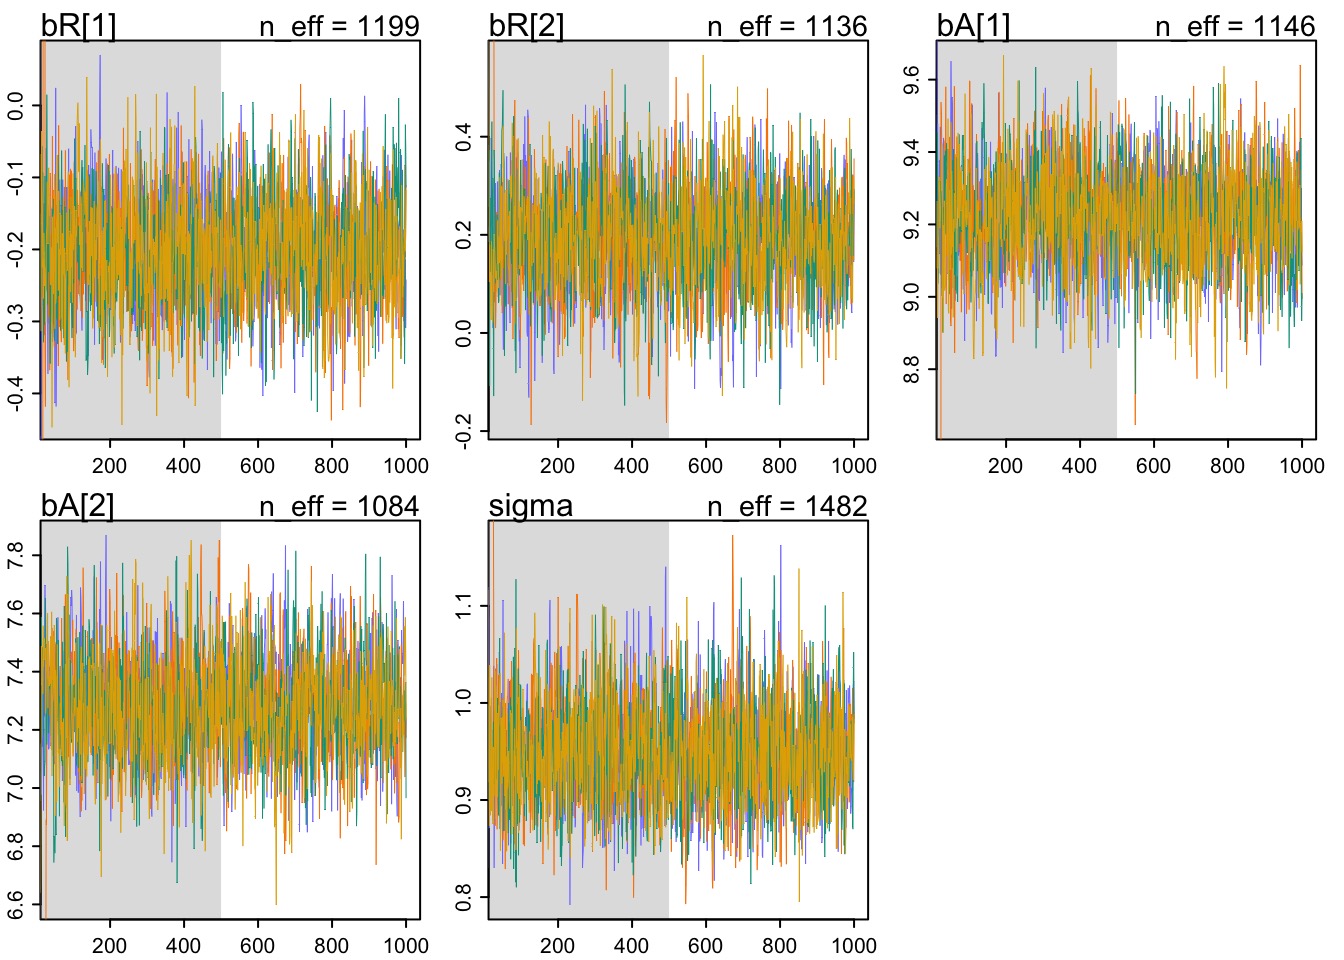 bR[1] n_eff = 1199
0.0
-0.1
-0.2
-0.3
-0.4
200 400 600 800 1000
bR[2] n_eff = 1136
0.4
0.2
0.0
-0.2
200 400 600 800 1000
bA[1] n_eff = 1146
9.6
9.4
9.2
9.0
8.8
200 400 600 800 1000
bA[2] n_eff = 1084
7.8
7.6
7.4
7.2
7.0
6.8
6.6
200 400 600 800 1000
sigma n_eff = 1482
1.1
1.0
0.9
0.8
200 400 600 800 1000